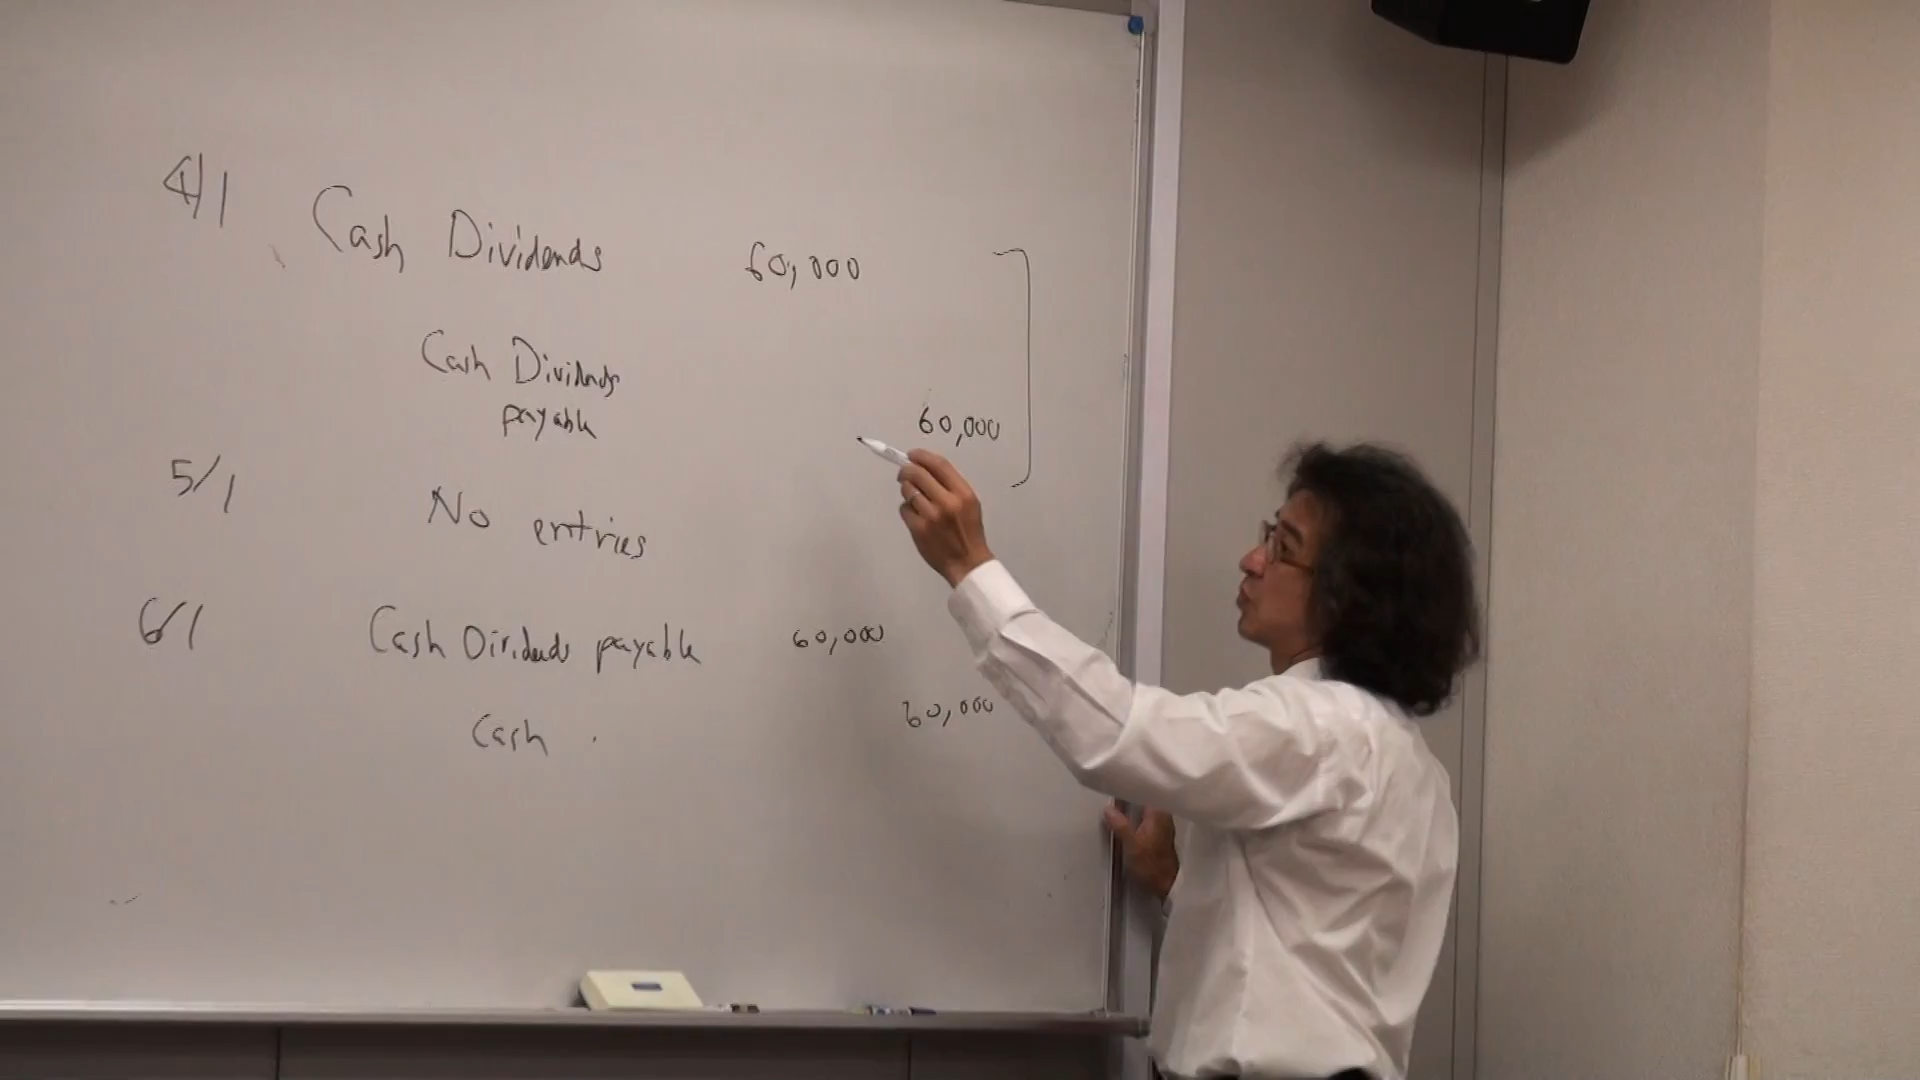 4/1 Cash Dividends 60,000
Cash Dividends
payable 60,000
5/1 No entries
6/1 Cash Dividends payable 60,000
Cash 60,000